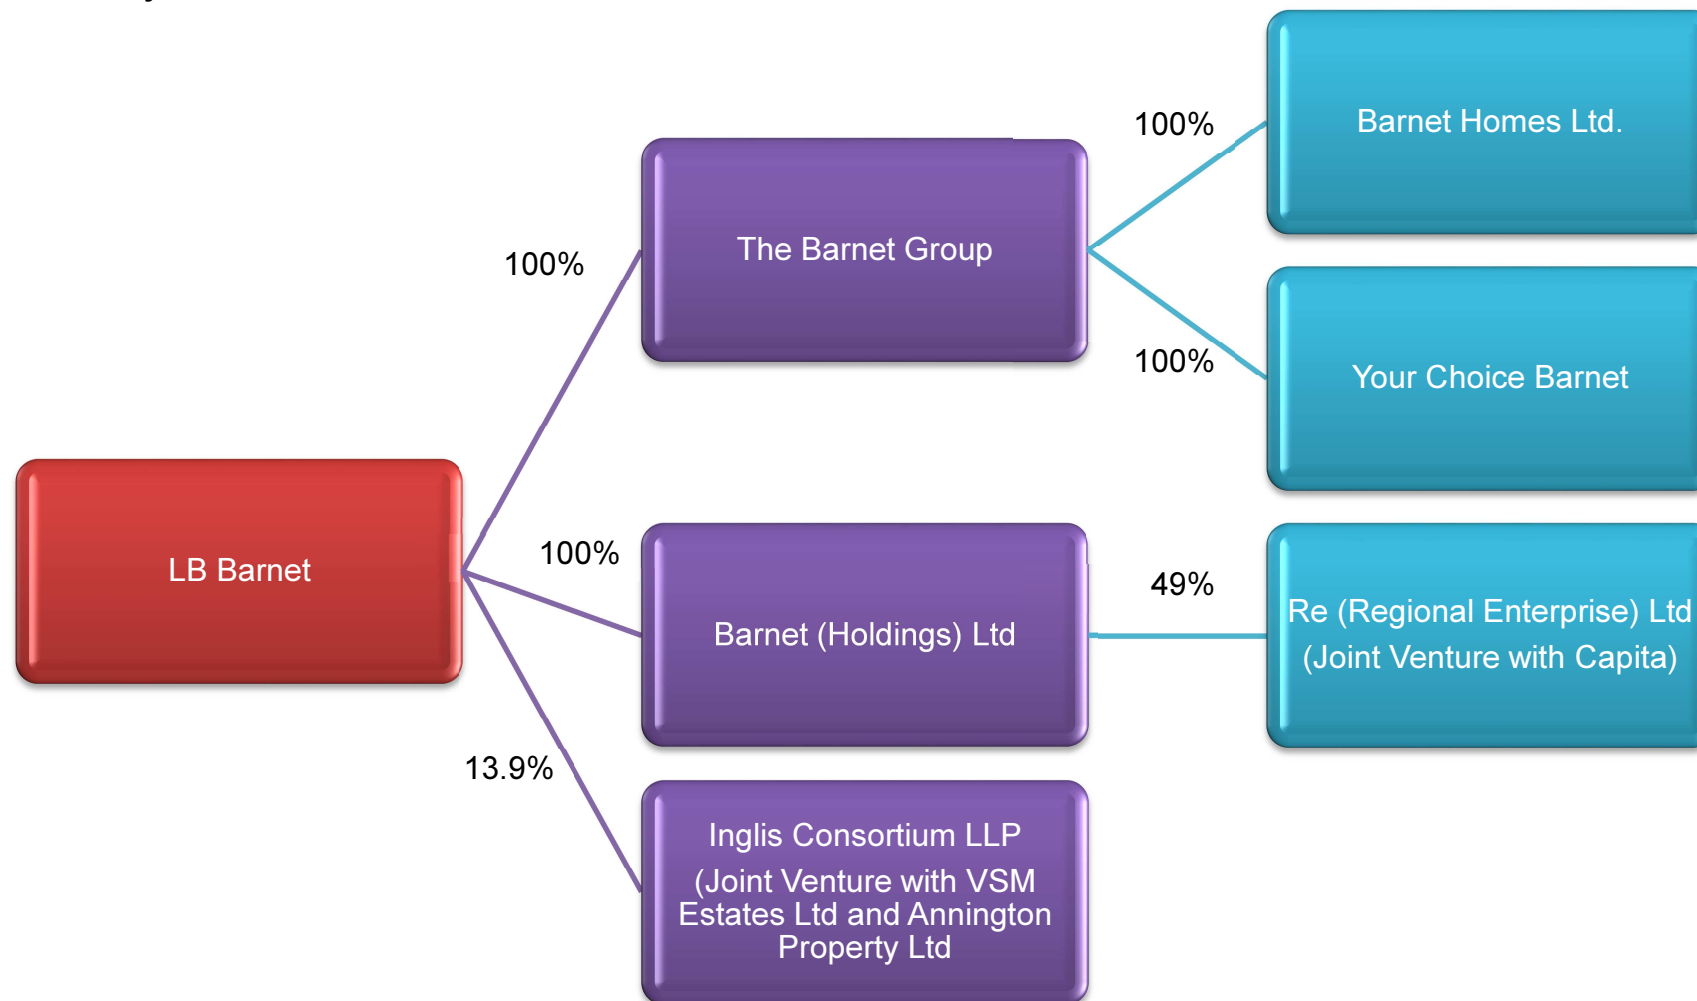 100%
Barnet Homes Ltd.
The Barnet Group
100%
100%
Your Choice Barnet
LB Barnet
100%
49%
Barnet (Holdings) Ltd
Re (Regional Enterprise) Ltd
(Joint Venture with Capita)
13.9%
Inglis Consortium LLP
(Joint Venture with VSM
Estates Ltd and Annington
Property Ltd